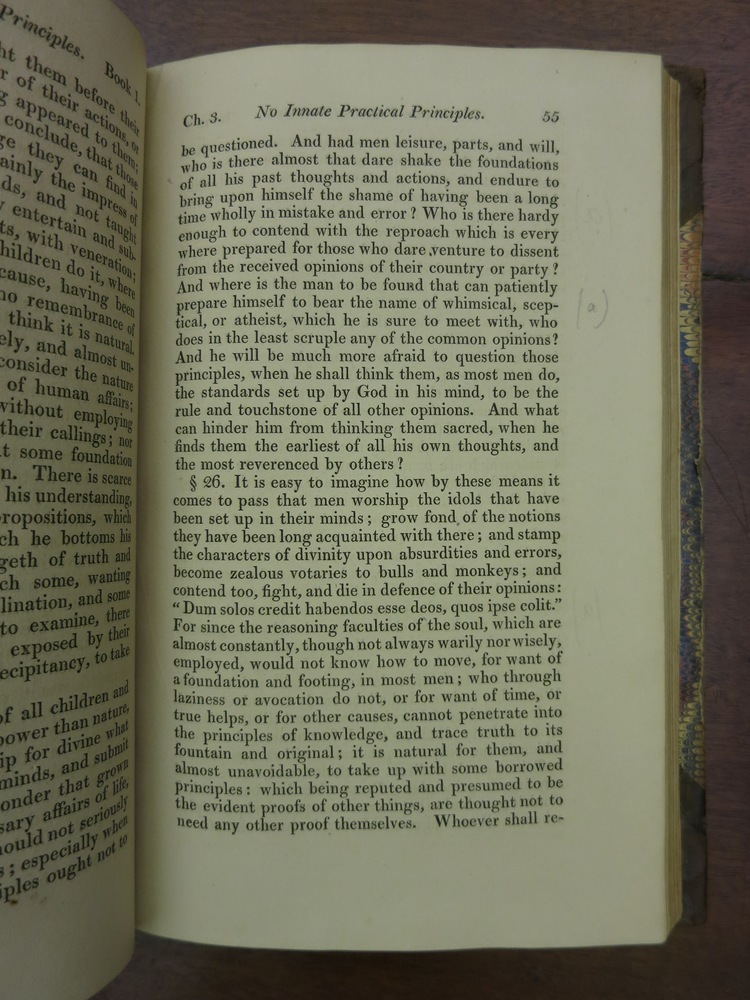 Principles. Book 1.
ht them before their
r of their actions, or
g appeared to them;
conclude, that those
ge they can find in
ainly the impress of
ds, and not taught
y entertain and sub-
ts, with veneration;
hildren do it, where
cause, having been
no remembrance of
think it is natural.
ely, and almost un-
consider the nature
of human affairs;
without employing
their callings; nor
t some foundation
n. There is scarce
his understanding,
propositions, which
ch he bottoms his
geth of truth and
ch some, wanting
lination, and some
to examine, there
exposed by their
ecipitancy, to take
of all children and
power than nature,
ip for divine what
minds, and submit
onder that grown
sary affairs of life,
ould not seriously
s; especially when
iples ought not to
Ch. 3. No Innate Practical Principles. 55
be questioned. And had men leisure, parts, and will,
who is there almost that dare shake the foundations
of all his past thoughts and actions, and endure to
bring upon himself the shame of having been a long
time wholly in mistake and error? Who is there hardy
enough to contend with the reproach which is every
where prepared for those who dare venture to dissent
from the received opinions of their country or party?
And where is the man to be found that can patiently
prepare himself to bear the name of whimsical, scep-
tical, or atheist, which he is sure to meet with, who
does in the least scruple any of the common opinions?
And he will be much more afraid to question those
principles, when he shall think them, as most men do,
the standards set up by God in his mind, to be the
rule and touchstone of all other opinions. And what
can hinder him from thinking them sacred, when he
finds them the earliest of all his own thoughts, and
the most reverenced by others?
§ 26. It is easy to imagine how by these means it
comes to pass that men worship the idols that have
been set up in their minds; grow fond of the notions
they have been long acquainted with there; and stamp
the characters of divinity upon absurdities and errors,
become zealous votaries to bulls and monkeys; and
contend too, fight, and die in defence of their opinions:
“Dum solos credit habendos esse deos, quos ipse colit.”
For since the reasoning faculties of the soul, which are
almost constantly, though not always warily nor wisely,
employed, would not know how to move, for want of
a foundation and footing, in most men; who through
laziness or avocation do not, or for want of time, or
true helps, or for other causes, cannot penetrate into
the principles of knowledge, and trace truth to its
fountain and original; it is natural for them, and
almost unavoidable, to take up with some borrowed
principles: which being reputed and presumed to be
the evident proofs of other things, are thought not to
need any other proof themselves. Whoever shall re-
(a)